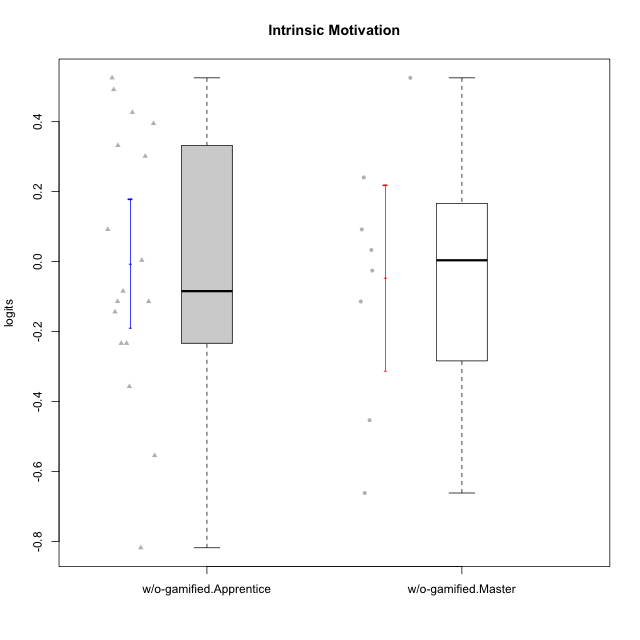 Intrinsic Motivation
logits
0.4
0.2
0.0
-0.2
-0.4
-0.6
-0.8
w/o-gamified.Apprentice
w/o-gamified.Master